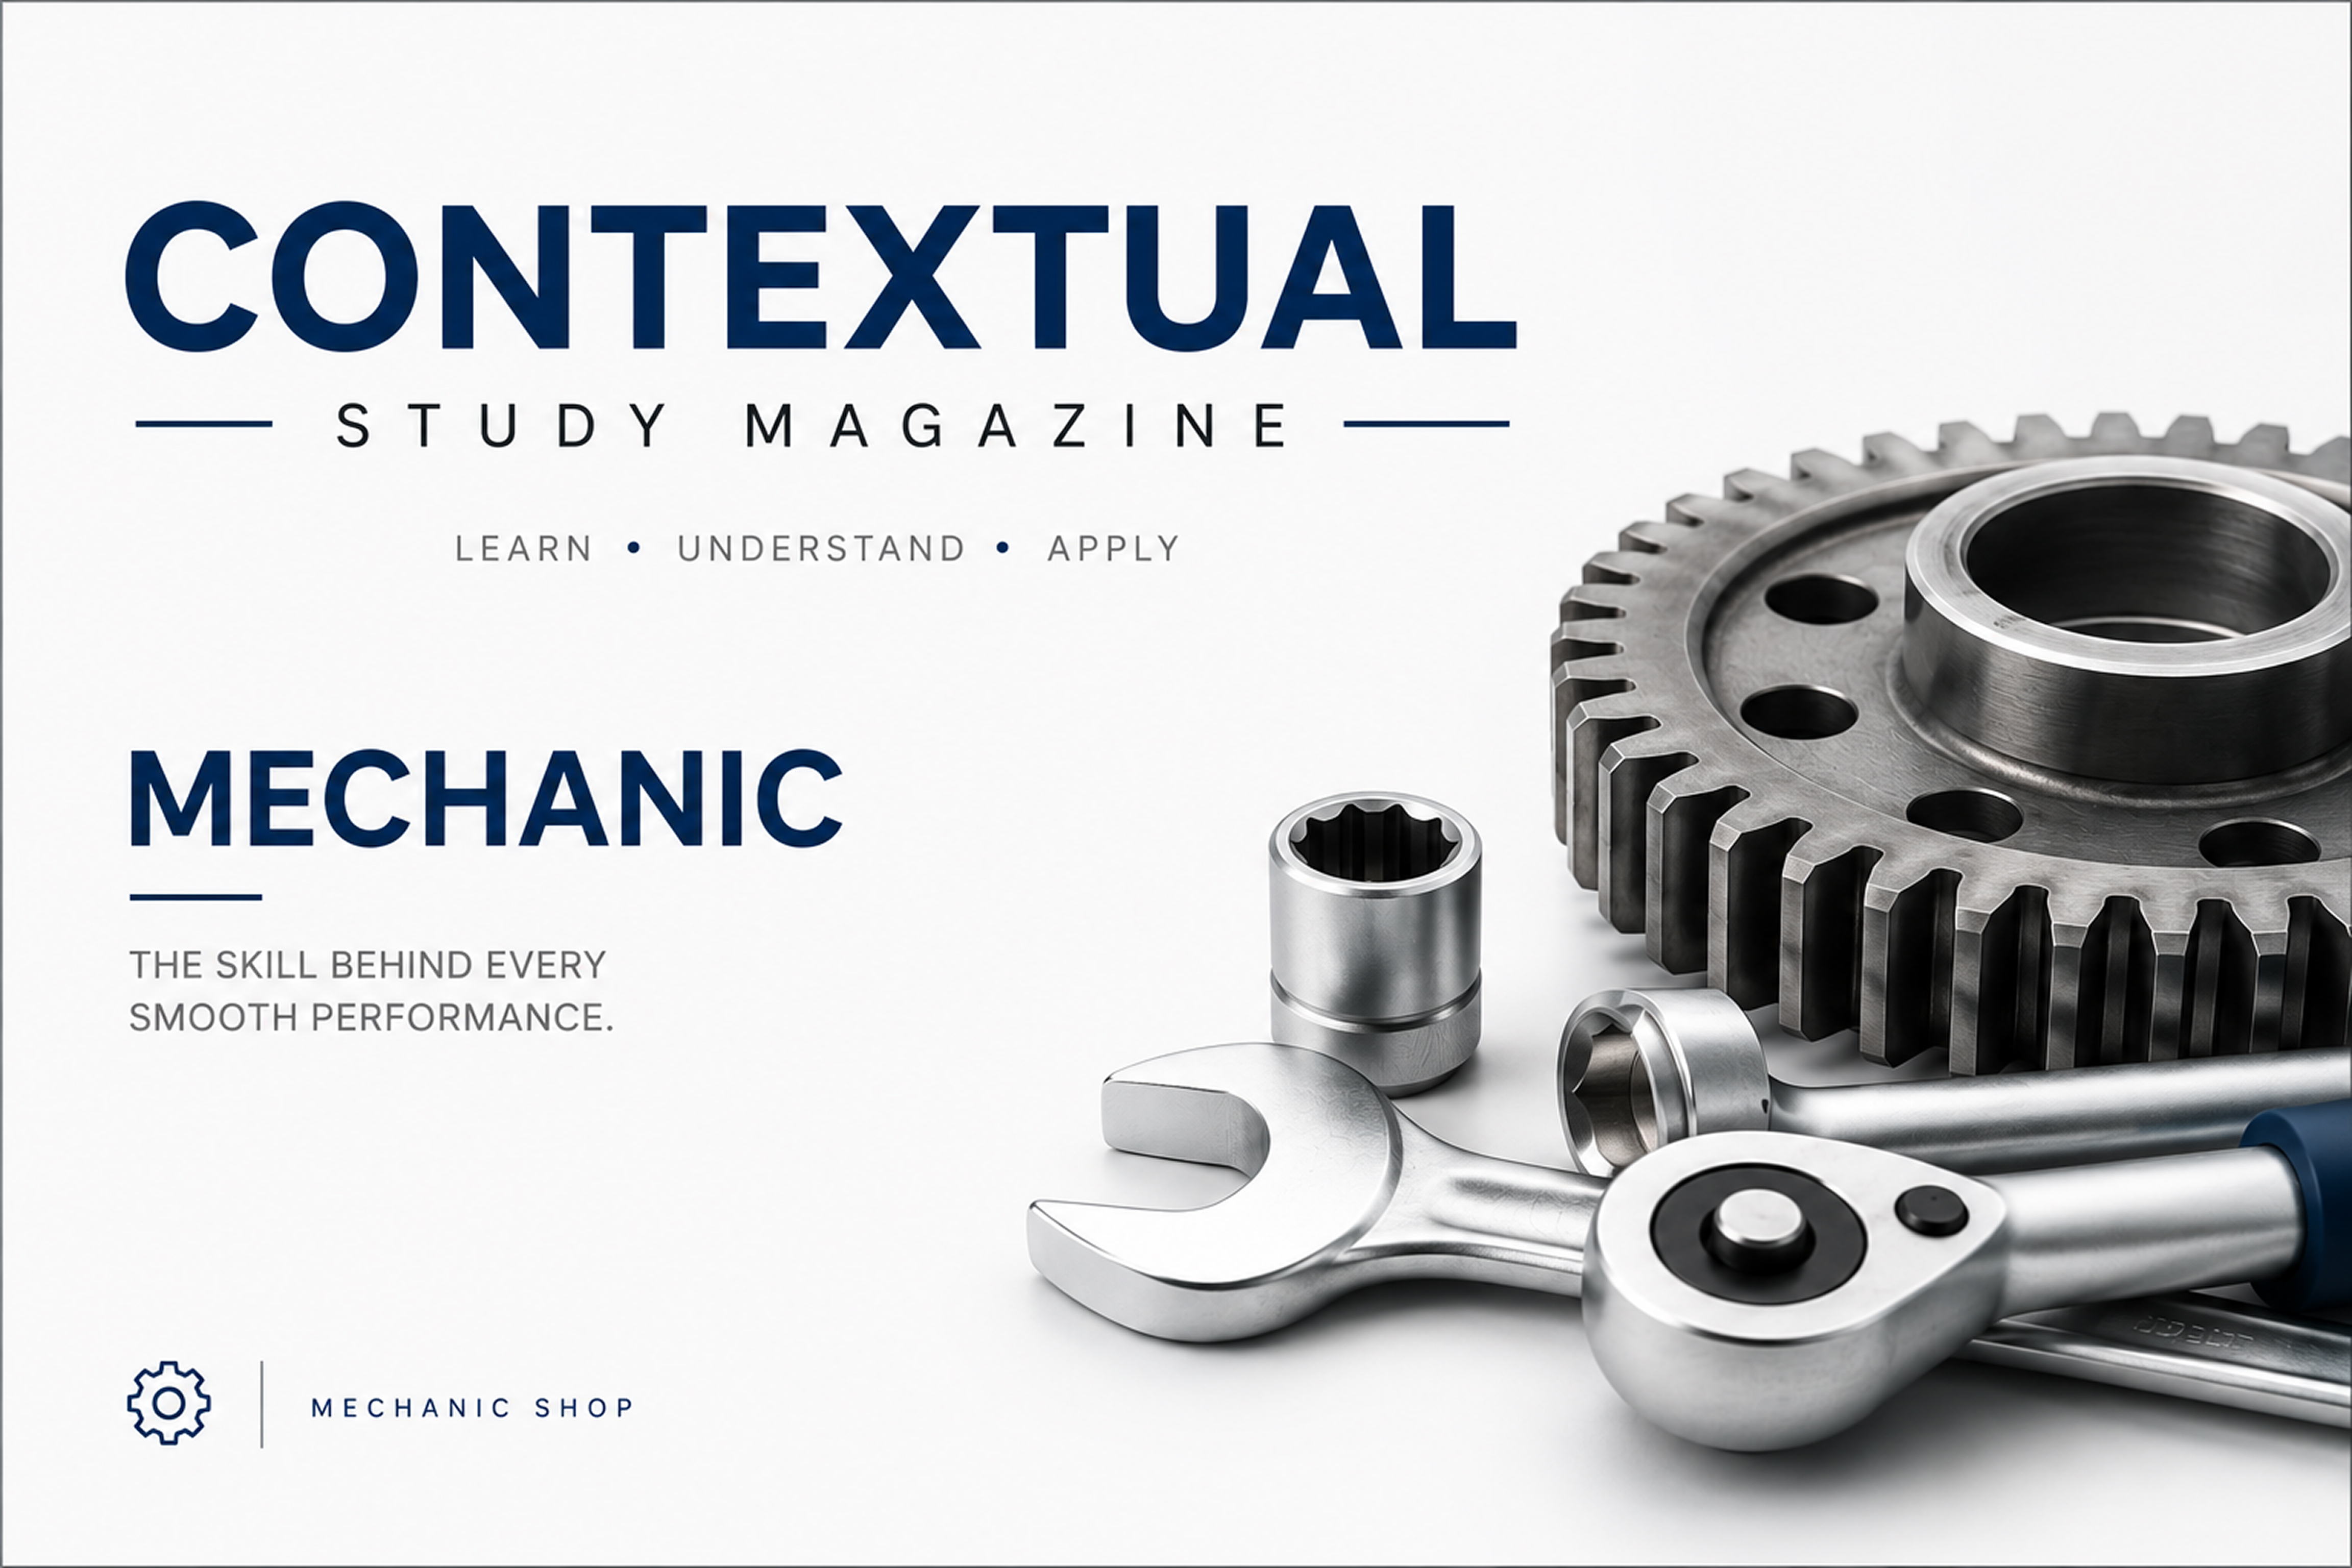 CONTEXTUAL
STUDY MAGAZINE
LEARN • UNDERSTAND • APPLY
MECHANIC
THE SKILL BEHIND EVERY
SMOOTH PERFORMANCE.
MECHANIC SHOP